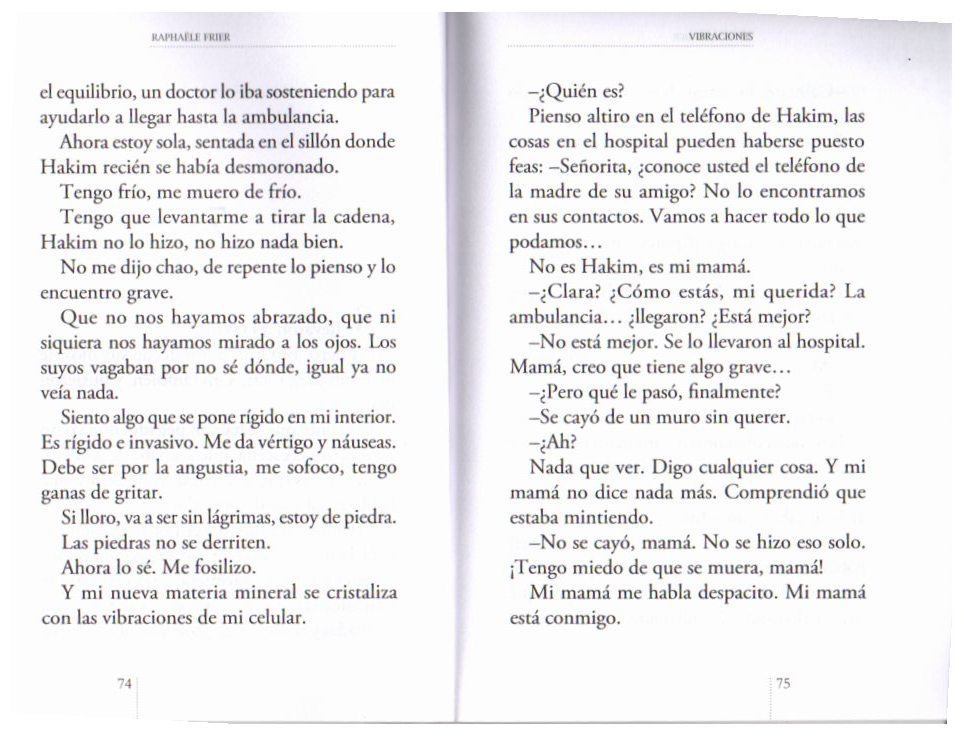 RAPHAËLE FRIER
el equilibrio, un doctor lo iba sosteniendo para
ayudarlo a llegar hasta la ambulancia.
Ahora estoy sola, sentada en el sillón donde
Hakim recién se había desmoronado.
Tengo frío, me muero de frío.
Tengo que levantarme a tirar la cadena,
Hakim no lo hizo, no hizo nada bien.
No me dijo chao, de repente lo pienso y lo
encuentro grave.
Que no nos hayamos abrazado, que ni
siquiera nos hayamos mirado a los ojos. Los
suyos vagaban por no sé dónde, igual ya no
veía nada.
Siento algo que se pone rígido en mi interior.
Es rígido e invasivo. Me da vértigo y náuseas.
Debe ser por la angustia, me sofoco, tengo
ganas de gritar.
Si lloro, va a ser sin lágrimas, estoy de piedra.
Las piedras no se derriten.
Ahora lo sé. Me fosilizo.
Y mi nueva materia mineral se cristaliza
con las vibraciones de mi celular.
74
VIBRACIONES
–¿Quién es?
Pienso altiro en el teléfono de Hakim, las
cosas en el hospital pueden haberse puesto
feas: –Señorita, ¿conoce usted el teléfono de
la madre de su amigo? No lo encontramos
en sus contactos. Vamos a hacer todo lo que
podamos...
No es Hakim, es mi mamá.
–¿Clara? ¿Cómo estás, mi querida? La
ambulancia... ¿llegaron? ¿Está mejor?
–No está mejor. Se lo llevaron al hospital.
Mamá, creo que tiene algo grave...
–¿Pero qué le pasó, finalmente?
–Se cayó de un muro sin querer.
–¿Ah?
Nada que ver. Digo cualquier cosa. Y mi
mamá no dice nada más. Comprendió que
estaba mintiendo.
–No se cayó, mamá. No se hizo eso solo.
¡Tengo miedo de que se muera, mamá!
Mi mamá me habla despacito. Mi mamá
está conmigo.
75